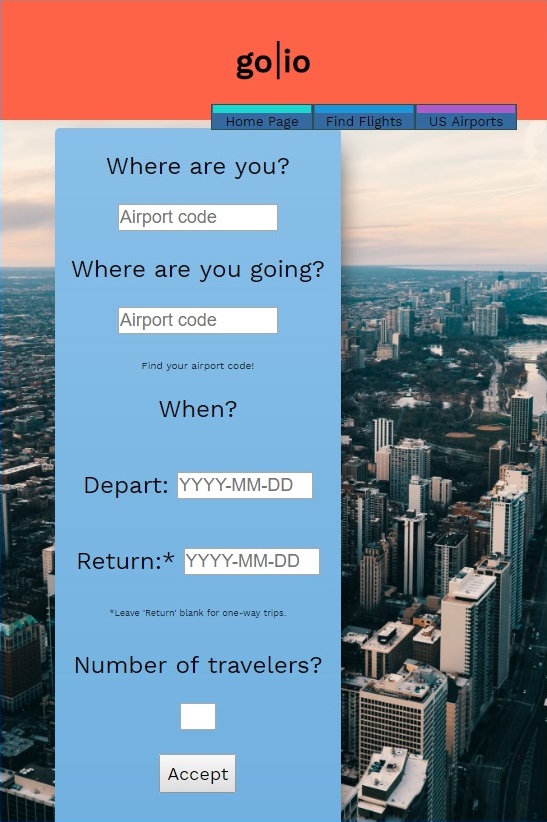 go|io
Home Page Find Flights US Airports
Where are you?
Airport code
Where are you going?
Airport code
Find your airport code!
When?
Depart: YYYY-MM-DD
Return:* YYYY-MM-DD
*Leave 'Return' blank for one-way trips.
Number of travelers?
Accept